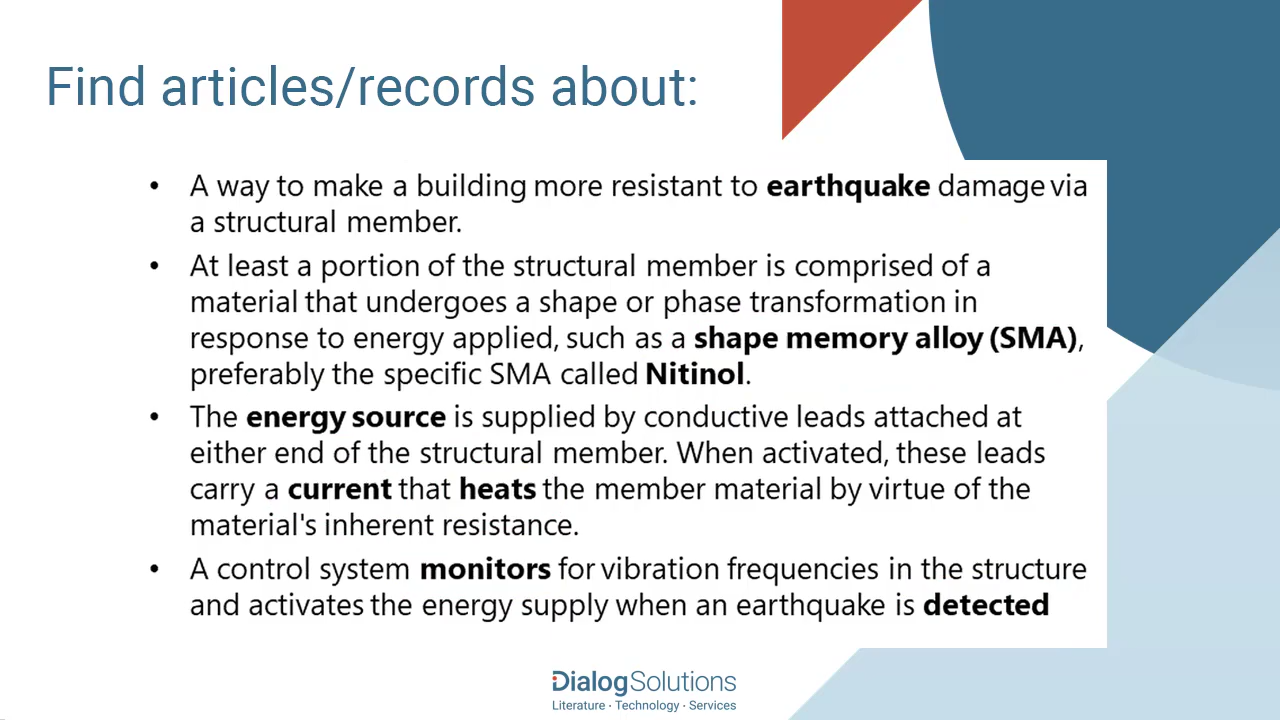 Find articles/records about:
• A way to make a building more resistant to earthquake damage via
a structural member.
• At least a portion of the structural member is comprised of a
material that undergoes a shape or phase transformation in
response to energy applied, such as a shape memory alloy (SMA),
preferably the specific SMA called Nitinol.
• The energy source is supplied by conductive leads attached at
either end of the structural member. When activated, these leads
carry a current that heats the member material by virtue of the
material's inherent resistance.
• A control system monitors for vibration frequencies in the structure
and activates the energy supply when an earthquake is detected
DialogSolutions
Literature · Technology · Services